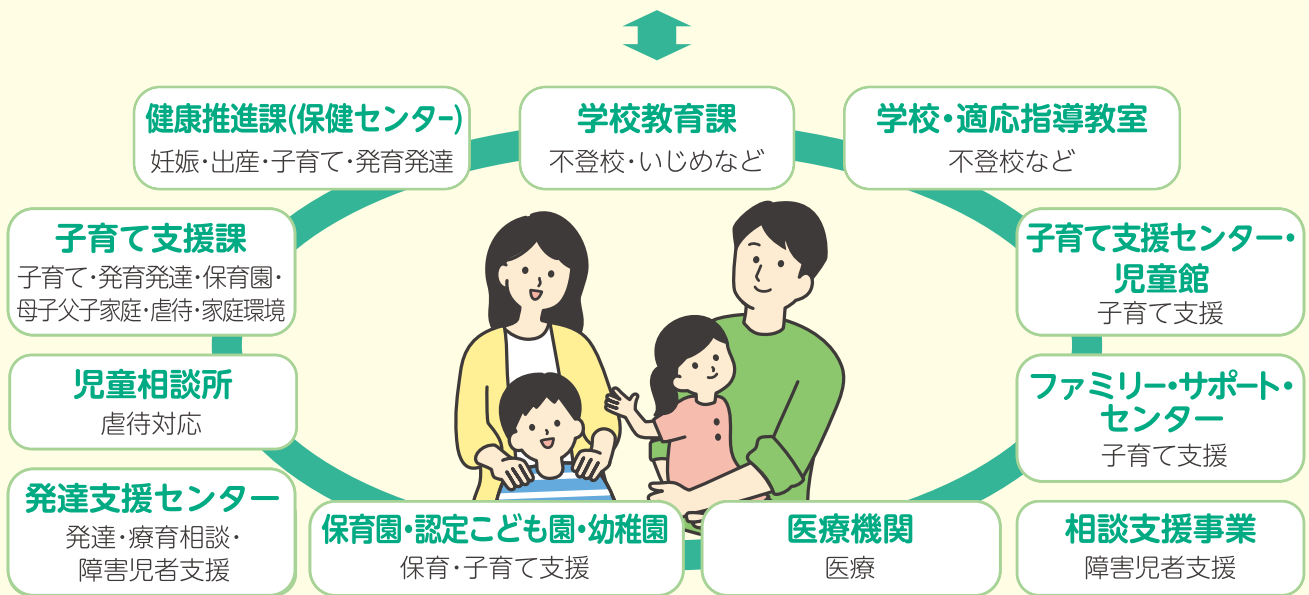 健康推進課(保健センター)
妊娠・出産・子育て・発育発達
学校教育課
不登校・いじめなど
学校・適応指導教室
不登校など
子育て支援課
子育て・発育発達・保育園・
母子父子家庭・虐待・家庭環境
子育て支援センター・
児童館
子育て支援
児童相談所
虐待対応
ファミリー・サポート・
センター
子育て支援
発達支援センター
発達・療育相談・
障害児者支援
保育園・認定こども園・幼稚園
保育・子育て支援
医療機関
医療
相談支援事業
障害児者支援